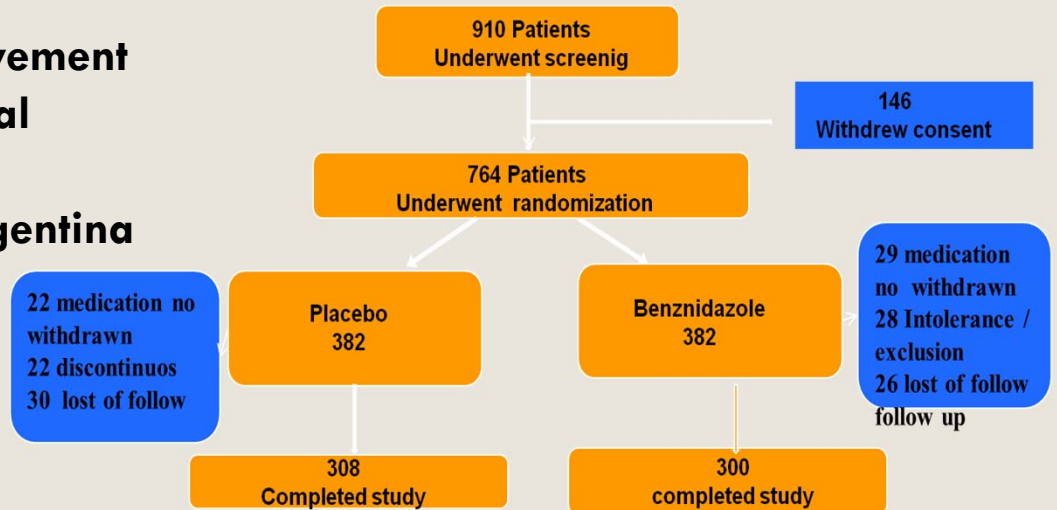 vement
al
gentina
910 Patients
Underwent screenig
146
Withdrew consent
764 Patients
Underwent randomization
22 medication no
withdrawn
22 discontinuos
30 lost of follow
Placebo
382
Benznidazole
382
29 medication
no withdrawn
28 Intolerance /
exclusion
26 lost of follow
follow up
308
Completed study
300
completed study